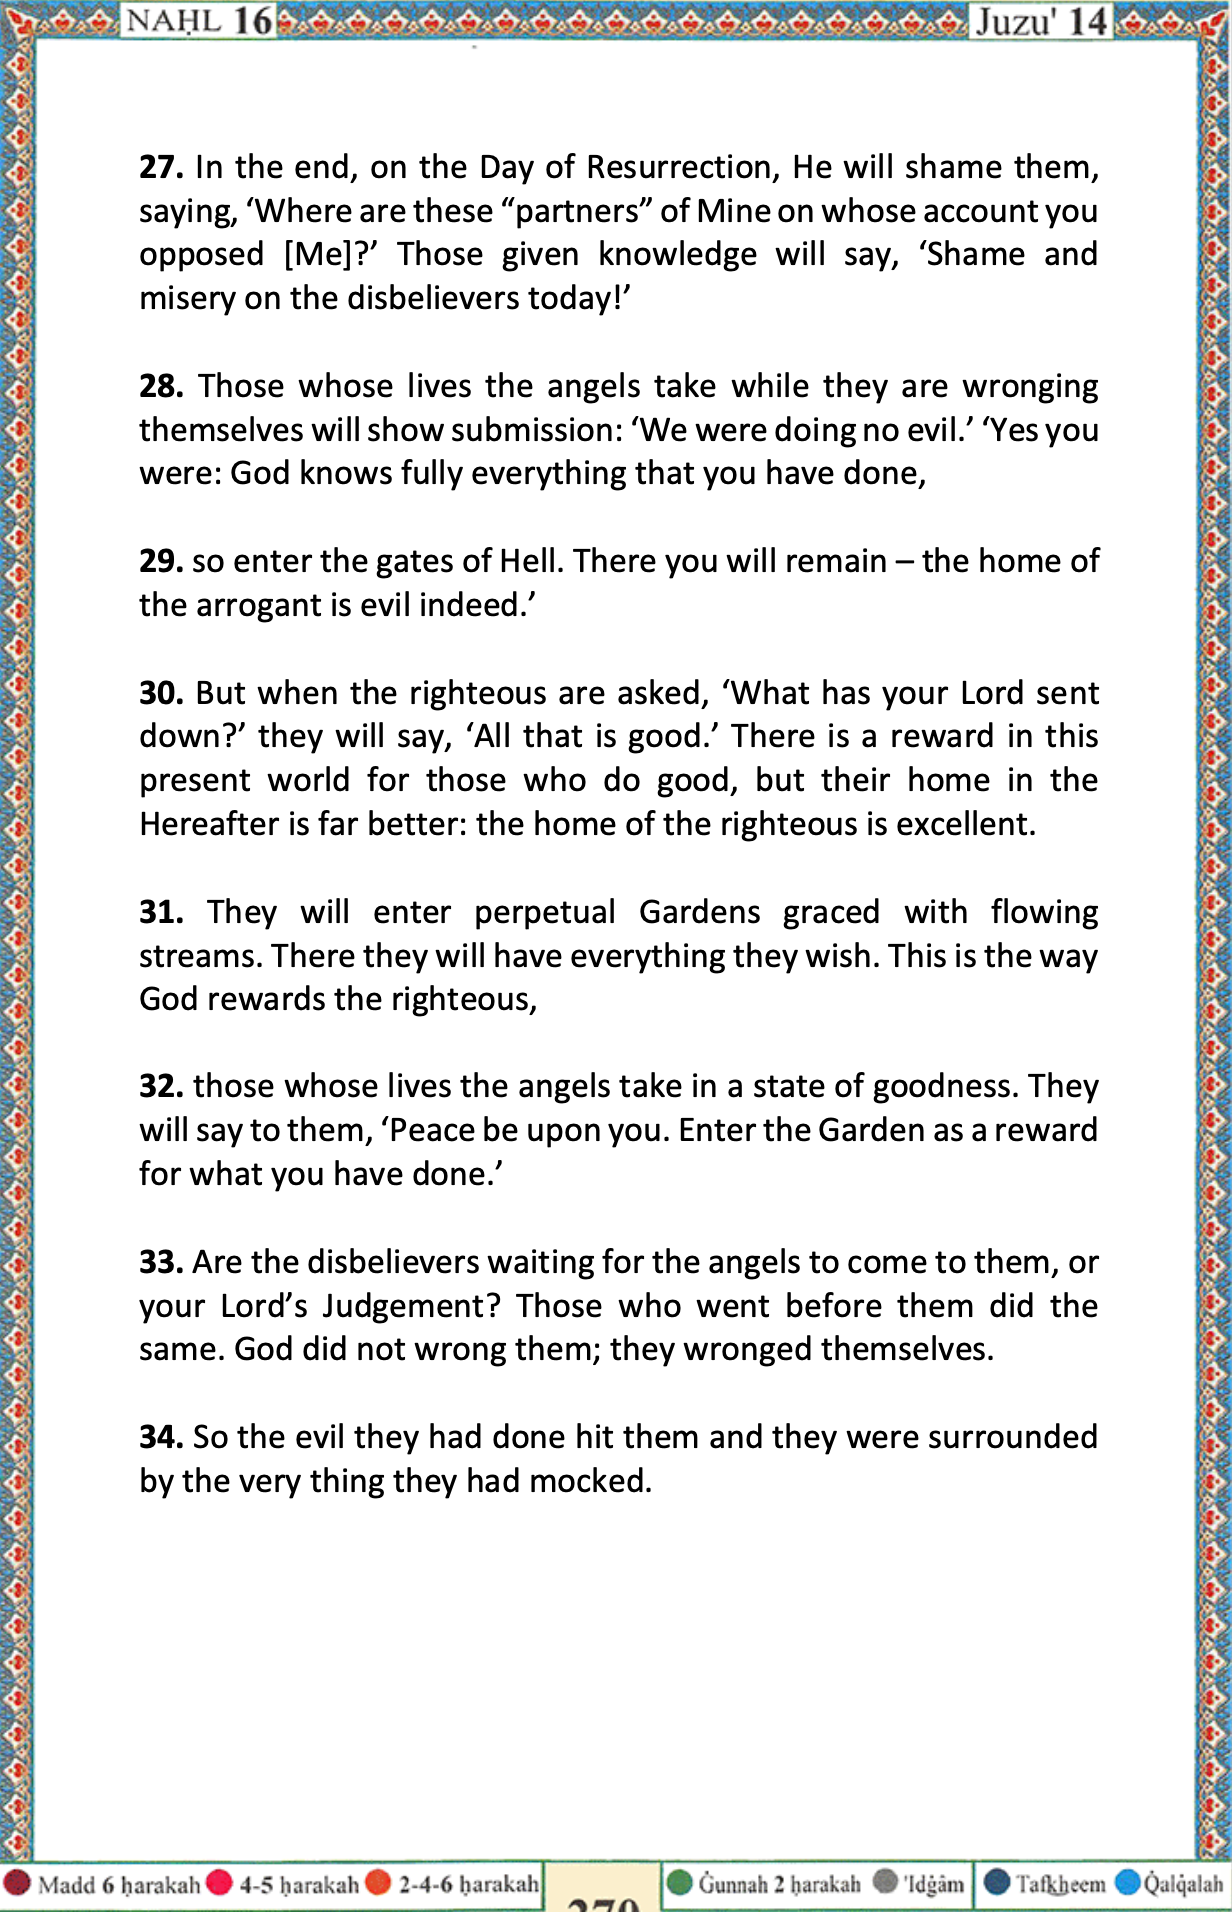 NAḤL 16
Juzu' 14
27. In the end, on the Day of Resurrection, He will shame them,
saying, ‘Where are these “partners” of Mine on whose account you
opposed [Me]?’ Those given knowledge will say, ‘Shame and
misery on the disbelievers today!’
28. Those whose lives the angels take while they are wronging
themselves will show submission: ‘We were doing no evil.’ ‘Yes you
were: God knows fully everything that you have done,
29. so enter the gates of Hell. There you will remain – the home of
the arrogant is evil indeed.’
30. But when the righteous are asked, ‘What has your Lord sent
down?’ they will say, ‘All that is good.’ There is a reward in this
present world for those who do good, but their home in the
Hereafter is far better: the home of the righteous is excellent.
31. They will enter perpetual Gardens graced with flowing
streams. There they will have everything they wish. This is the way
God rewards the righteous,
32. those whose lives the angels take in a state of goodness. They
will say to them, ‘Peace be upon you. Enter the Garden as a reward
for what you have done.’
33. Are the disbelievers waiting for the angels to come to them, or
your Lord’s Judgement? Those who went before them did the
same. God did not wrong them; they wronged themselves.
34. So the evil they had done hit them and they were surrounded
by the very thing they had mocked.
Madd 6 ḥarakah 4-5 ḥarakah 2-4-6 ḥarakah
Ġunnah 2 ḥarakah 'Idġâm Tafkḫeem Q̇alq̇alah